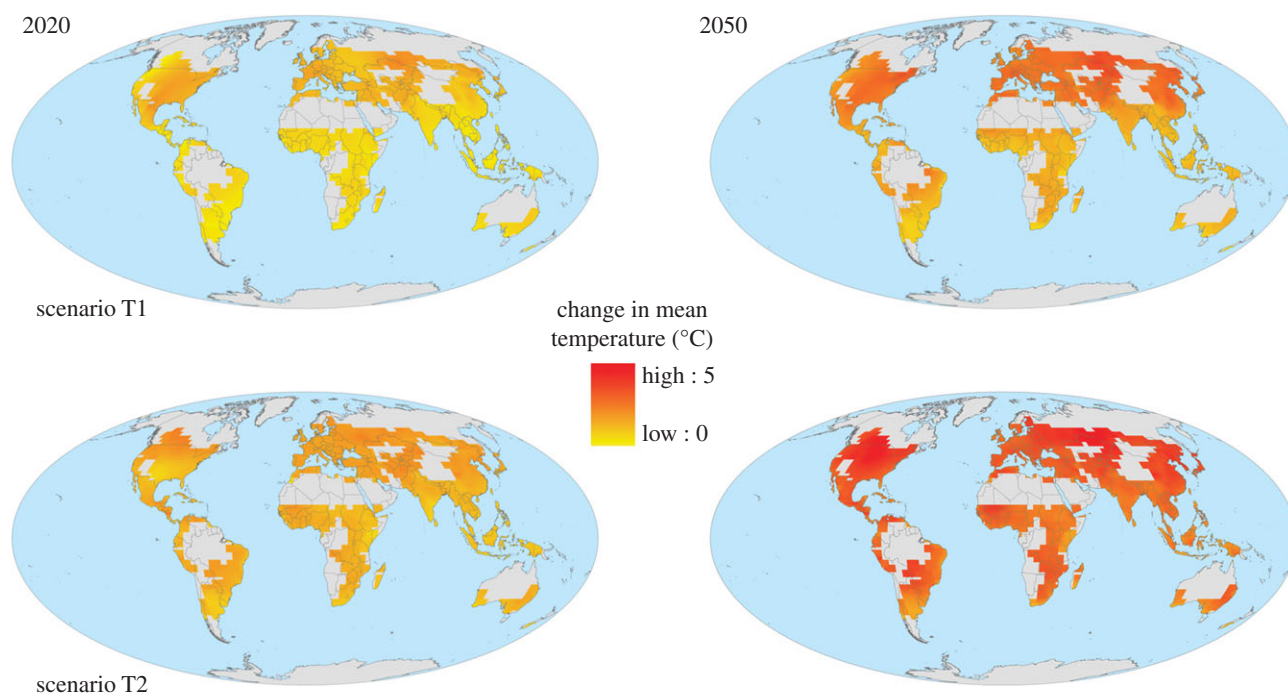 2020
2050
scenario T1
change in mean
temperature (°C)
high : 5
low : 0
scenario T2